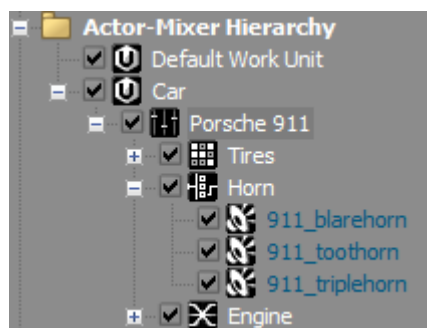 Actor-Mixer Hierarchy
Default Work Unit
Car
Porsche 911
Tires
Horn
911_blarehorn
911_toothorn
911_triplehorn
Engine